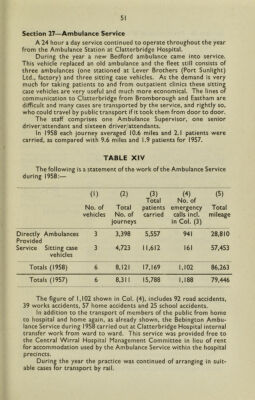 51
Section 27—Ambulance Service
A 24 hour a day service continued to operate throughout the year
from the Ambulance Station at Clatterbridge Hospital.
During the year a new Bedford ambulance came into service.
This vehicle replaced an old ambulance and the fleet still consists of
three ambulances (one stationed at Lever Brothers (Port Sunlight)
Ltd., factory) and three sitting case vehicles. As the demand is very
much for taking patients to and from outpatient clinics these sitting
case vehicles are very useful and much more economical. The lines of
communication to Clatterbridge from Bromborough and Eastham are
difficult and many cases are transported by the service, and rightly so,
who could travel by public transport if it took them from door to door.
The staff comprises one Ambulance Supervisor, one senior
driver/attendant and sixteen driver/attendants.
In 1958 each journey averaged 10.6 miles and 2.1 patients were
carried, as compared with 9.6 miles and 1.9 patients for 1957.
TABLE XIV
The following is a statement of the work of the Ambulance Service
during 1958:—
(1) (2) (3) (4) (5)
Total No. of
No. of Total patients emergency Total
vehicles No. of carried calls incl. mileage
journeys in Col. (3)
Directly Ambulances 3 3,398 5,557 941 28,810
Provided
Service Sitting case 3 4,723 11,612 161 57,453
vehicles
Totals (1958) 6 8,121 17,169 1,102 86,263
Totals (1957) 6 8,311 15,788 1,188 79,446
The figure of 1,102 shown in Col. (4), includes 92 road accidents,
39 works accidents, 57 home accidents and 25 school accidents.
In addition to the transport of members of the public from home
to hospital and home again, as already shown, the Bebington Ambu-
lance Service during 1958 carried out at Clatterbridge Hospital internal
transfer work from ward to ward. This service was provided free to
the Central Wirral Hospital Management Committee in lieu of rent
for accommodation used by the Ambulance Service within the hospital
precincts.
During the year the practice was continued of arranging in suit-
able cases for transport by rail.